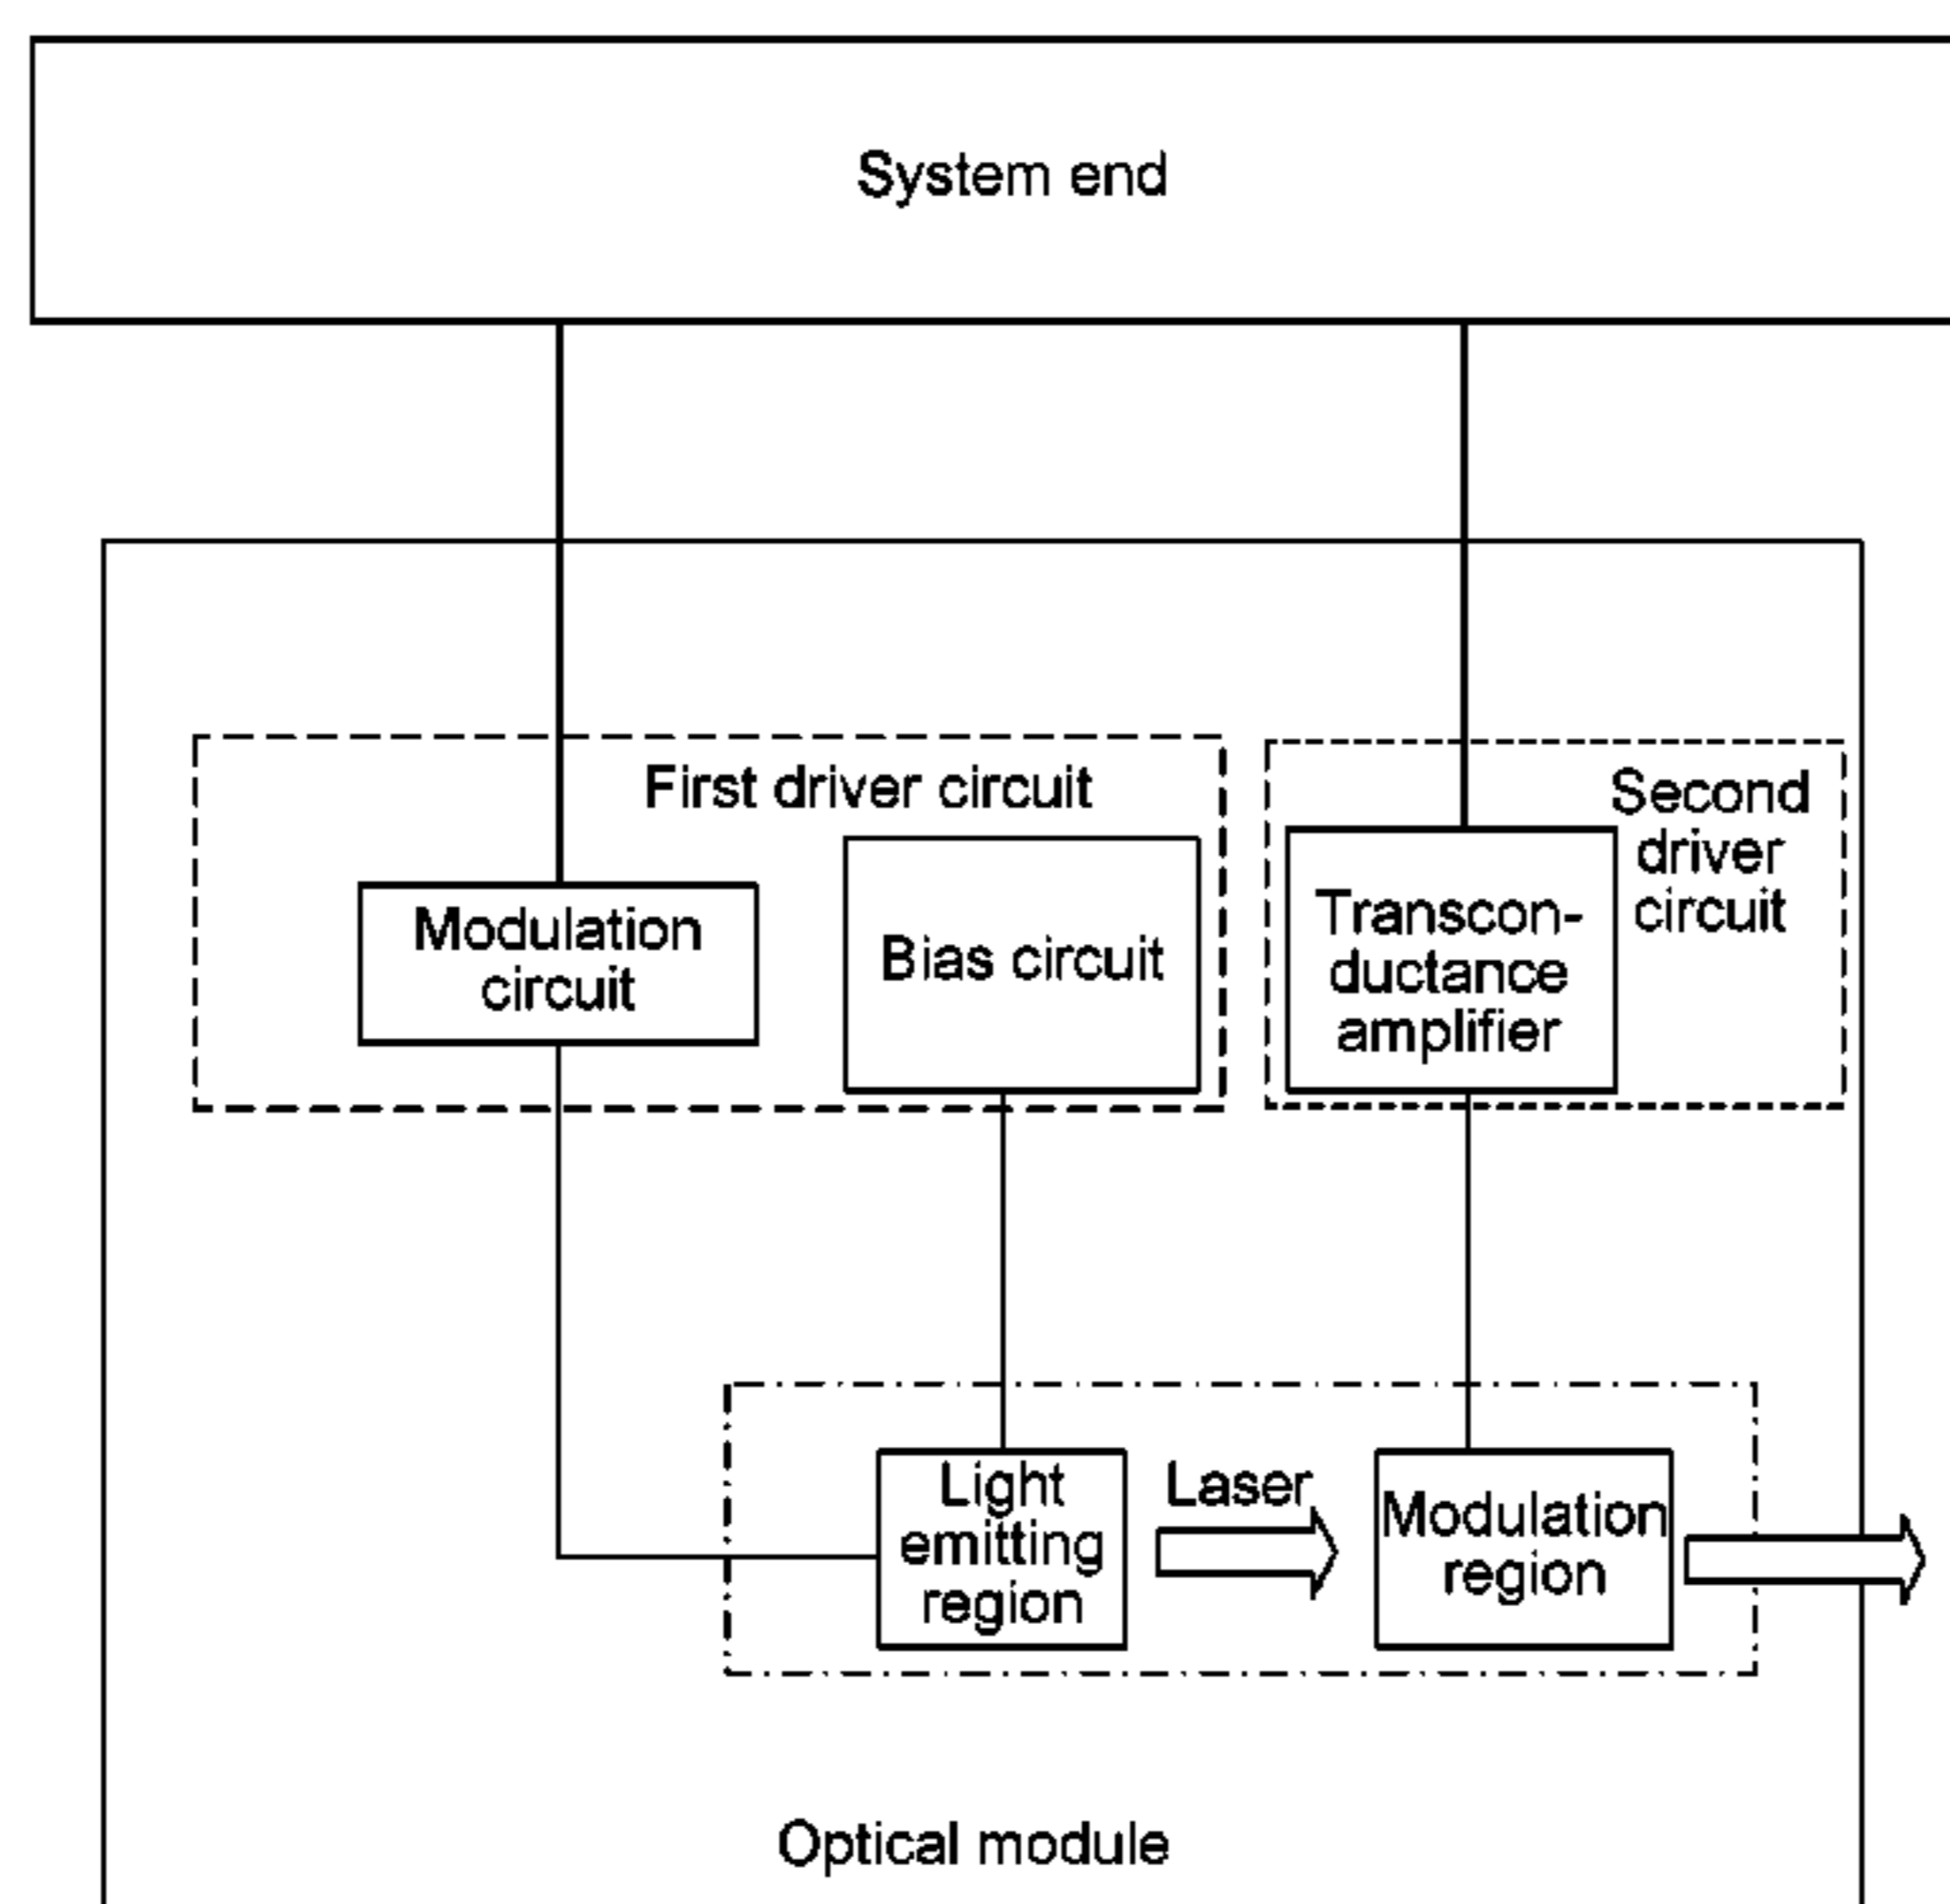 System end
First driver circuit
Second
driver
circuit
Modulation
circuit
Bias circuit
Transcon-
ductance
amplifier
Light
emitting
region
Laser
Modulation
region
Optical module